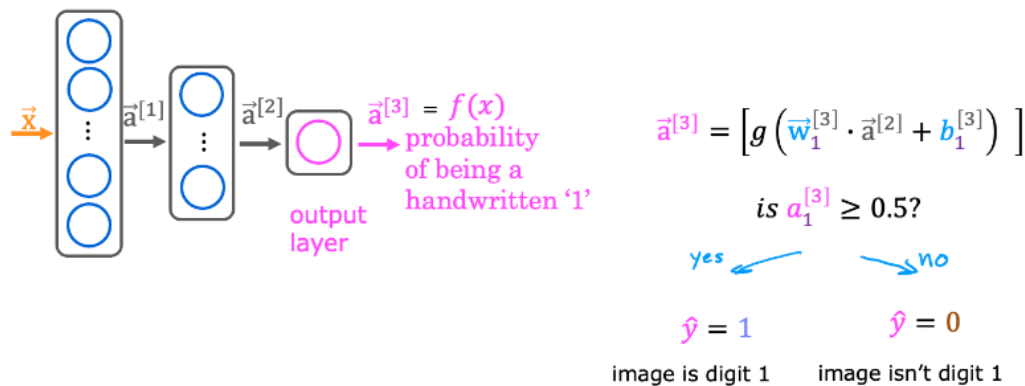 x⃗
a⃗^[1]
a⃗^[2]
a⃗^[3] = f(x)
probability
of being a
handwritten ‘1’
output
layer
a⃗^[3] = [g(w⃗₁^[3] · a⃗^[2] + b₁^[3])]
is a₁^[3] ≥ 0.5?
yes no
ŷ = 1 ŷ = 0
image is digit 1 image isn’t digit 1